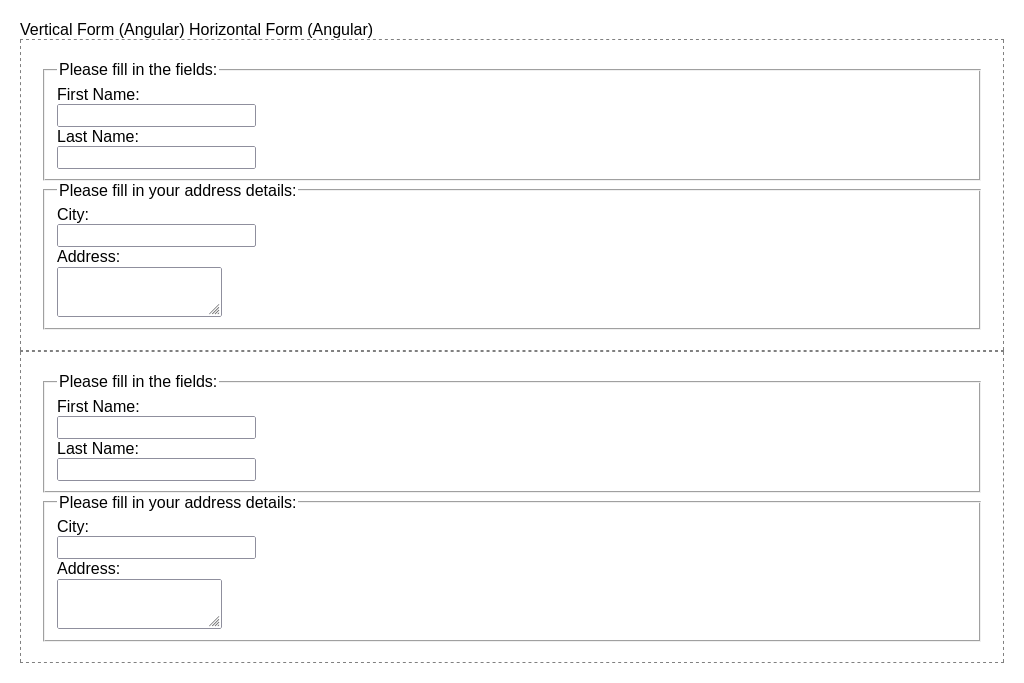 Vertical Form (Angular) Horizontal Form (Angular)
Please fill in the fields:
First Name:
Last Name:
Please fill in your address details:
City:
Address:
Please fill in the fields:
First Name:
Last Name:
Please fill in your address details:
City:
Address: